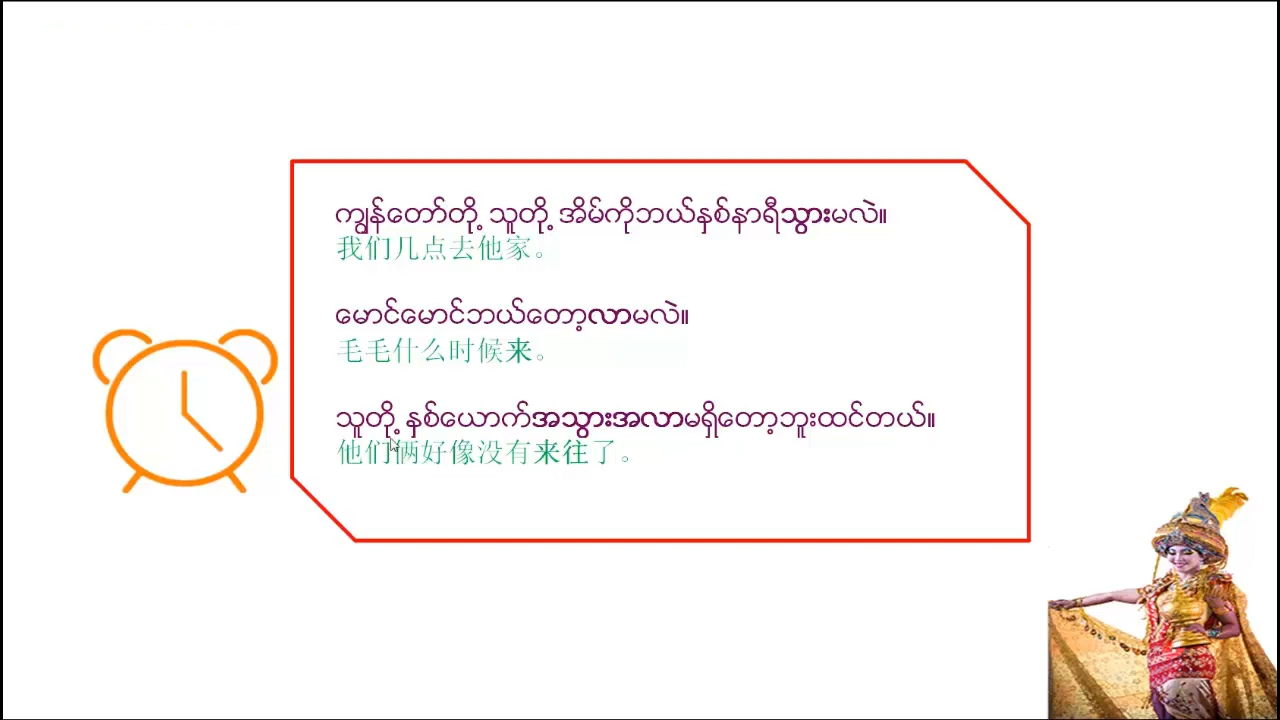 ကျွန်တော်တို့ သူတို့ အိမ်ကိုဘယ်နှစ်နာရီသွားမလဲ။
我们几点去他家。
မောင်မောင်ဘယ်တော့လာမလဲ။
毛毛什么时候来。
သူတို့ နှစ်ယောက်အသွားအလာမရှိတော့ဘူးထင်တယ်။
他们俩好像没有来往了。